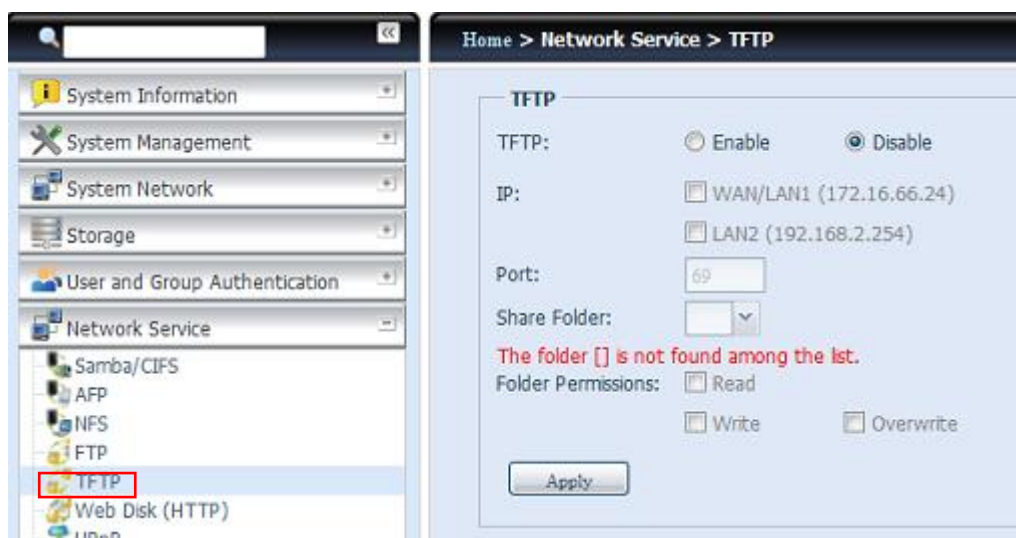 Home > Network Service > TFTP
System Information
System Management
System Network
Storage
User and Group Authentication
Network Service
Samba/CIFS
AFP
NFS
FTP
TFTP
Web Disk (HTTP)
TFTP
TFTP: Enable Disable
IP: WAN/LAN1 (172.16.66.24)
LAN2 (192.168.2.254)
Port: 69
Share Folder:
The folder [] is not found among the list.
Folder Permissions: Read
Write Overwrite
Apply